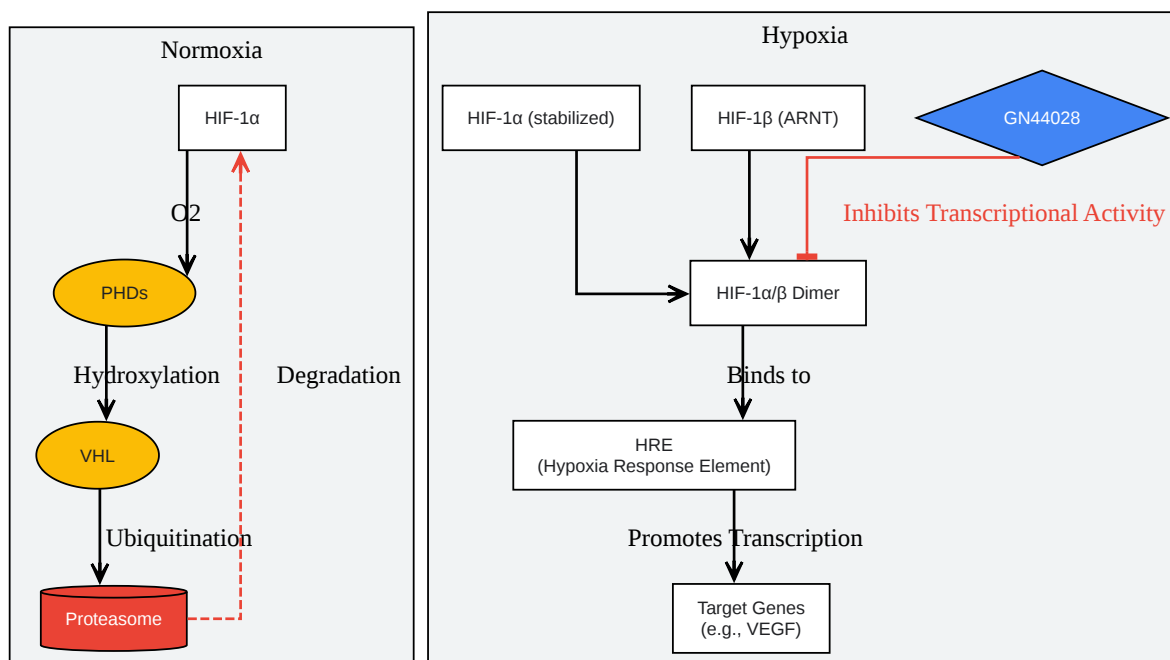 Normoxia
HIF-1α
O2
PHDs
Hydroxylation
Degradation
VHL
Ubiquitination
Proteasome
Hypoxia
HIF-1α (stabilized)
HIF-1β (ARNT)
GN44028
Inhibits Transcriptional Activity
HIF-1α/β Dimer
Binds to
HRE
(Hypoxia Response Element)
Promotes Transcription
Target Genes
(e.g., VEGF)